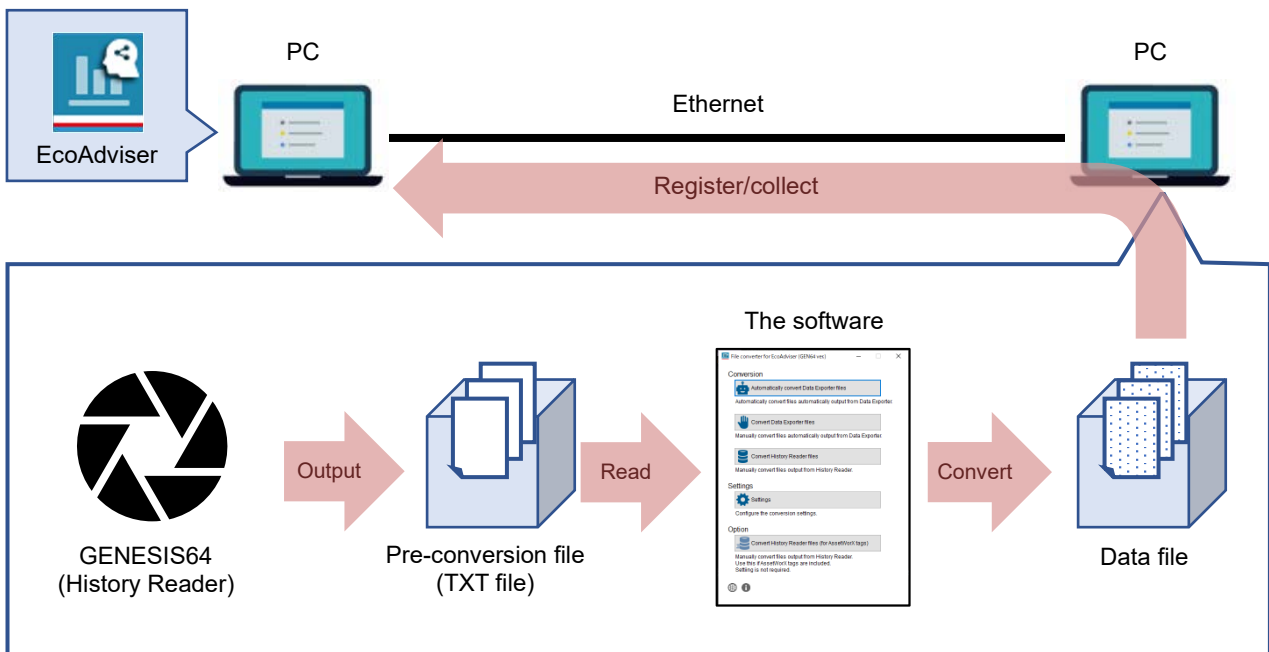 PC
PC
EcoAdviser
Ethernet
Register/collect
The software
File converter for EcoAdviser (GEN64 ver.)
Conversion
Automatically convert Data Exporter files
Automatically convert files automatically output from Data Exporter.
Convert Data Exporter files
Manually convert files automatically output from Data Exporter.
Convert History Reader files
Manually convert files output from History Reader.
Settings
Settings
Configure the conversion settings.
Option
Convert History Reader files (for AssetWorX tags)
Manually convert files output from History Reader.
Use this if AssetWorX tags are included.
Setting is not required.
Output
Read
Convert
GENESIS64
(History Reader)
Pre-conversion file
(TXT file)
Data file